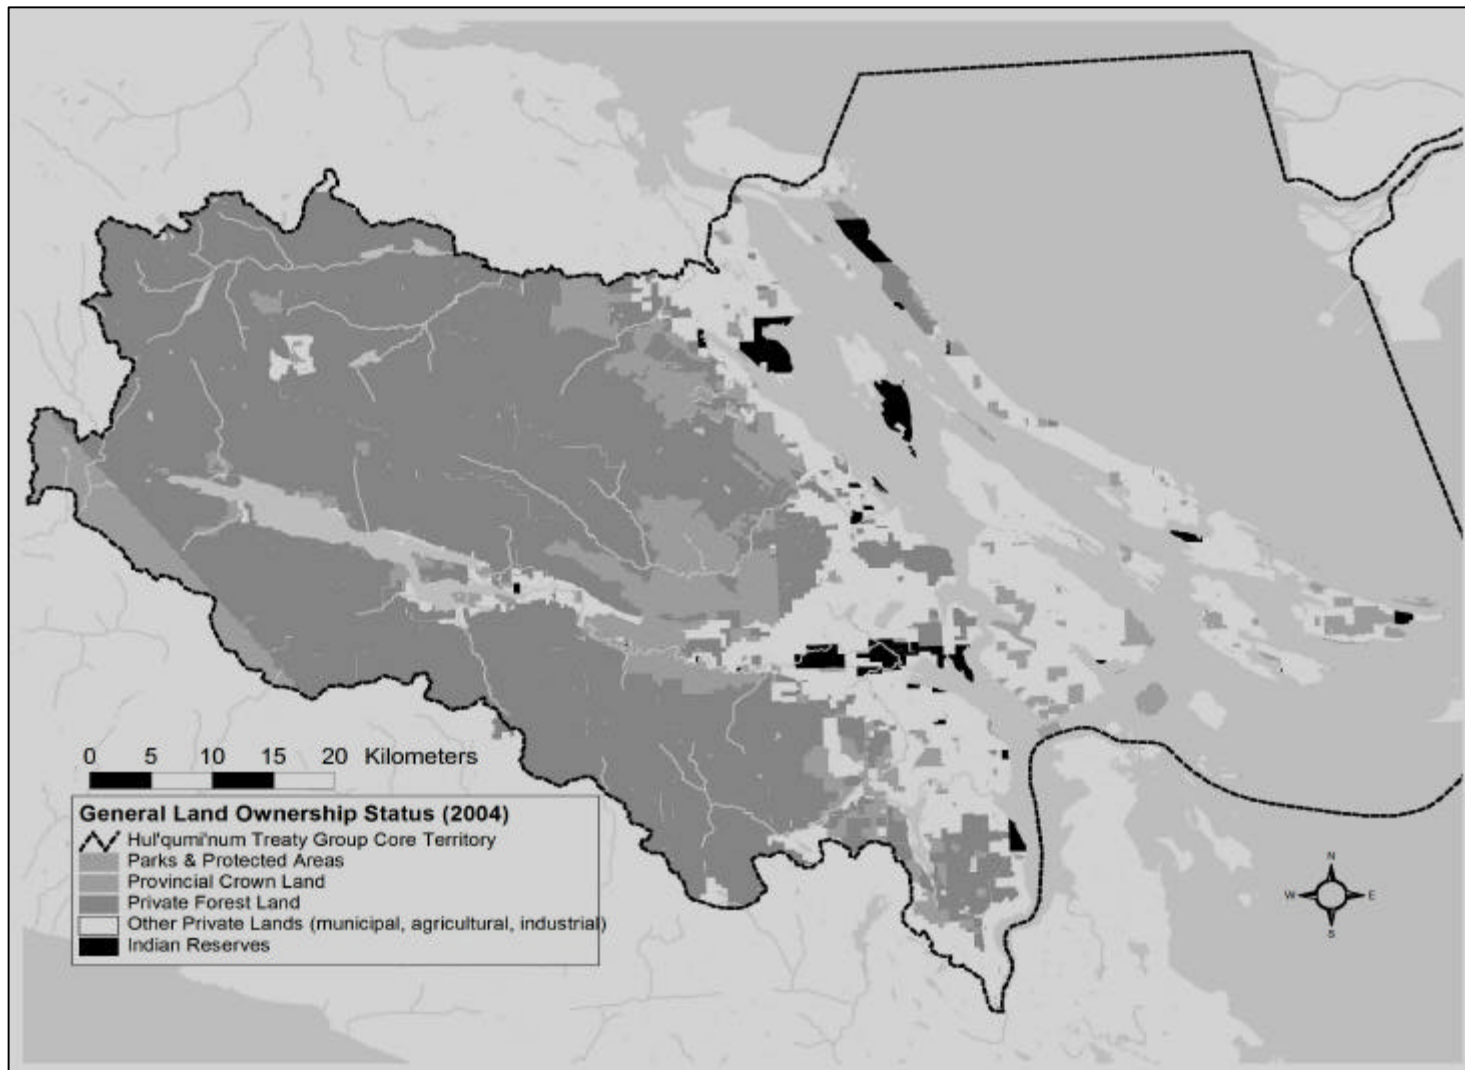 0 5 10 15 20 Kilometers
General Land Ownership Status (2004)
Hul'qumi'num Treaty Group Core Territory
Parks & Protected Areas
Provincial Crown Land
Private Forest Land
Other Private Lands (municipal, agricultural, industrial)
Indian Reserves
N
W E
S